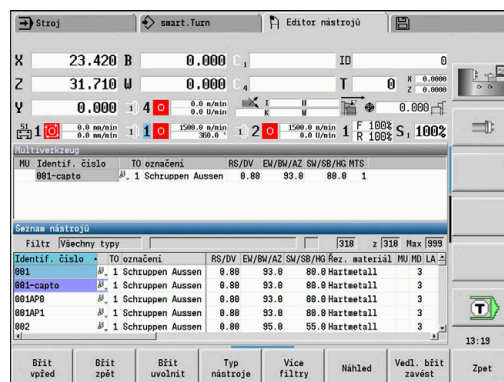 Stroj smart.Turn Editor nástrojů
X 23.420 B 0.000 C 1 ID 0
Z 31.710 W 0.000 C 4 T 0 X 0.0000
Z 0.0000
Y 0.000 1) 4 0.0 m/min 0.0 U/min I U K W 0.000
S1 1 0.0 mm/min 0.0 m/min 1) 1 1500.0 m/min 360.0 ° 1) 2 1500.0 m/min 0.0 U/min 1 F 100% R 100% S 1 100%
Multiverkzeug
MU Identif. číslo TO označení RS/DV EW/BW/AZ SW/SB/HG MTS
001-capto 1 Schruppen Aussen 0.80 93.0 80.0 1
Seznam nástrojů
Filtr Všechny typy 318 z 318 Max 999
Identif. číslo TO označení RS/DV EW/BW/AZ SW/SB/HG Řez. materiál MU MD LA
001 1 Schruppen Aussen 0.80 93.0 80.0 Hartmetall 3
001-capto 1 Schruppen Aussen 0.80 93.0 80.0 Hartmetall 3
001AP0 1 Schruppen Aussen 0.80 93.0 80.0 Hartmetall 3
001AP1 1 Schruppen Aussen 0.80 93.0 80.0 Hartmetall 3
002 1 Schruppen Aussen 0.80 95.0 55.0 Hartmetall 3
T
13:19
Břit vpřed
Břit zpět
Břit uvolnit
Typ nástroje
Více filtry
Náhled
Vedl. břit zavést
Zpet